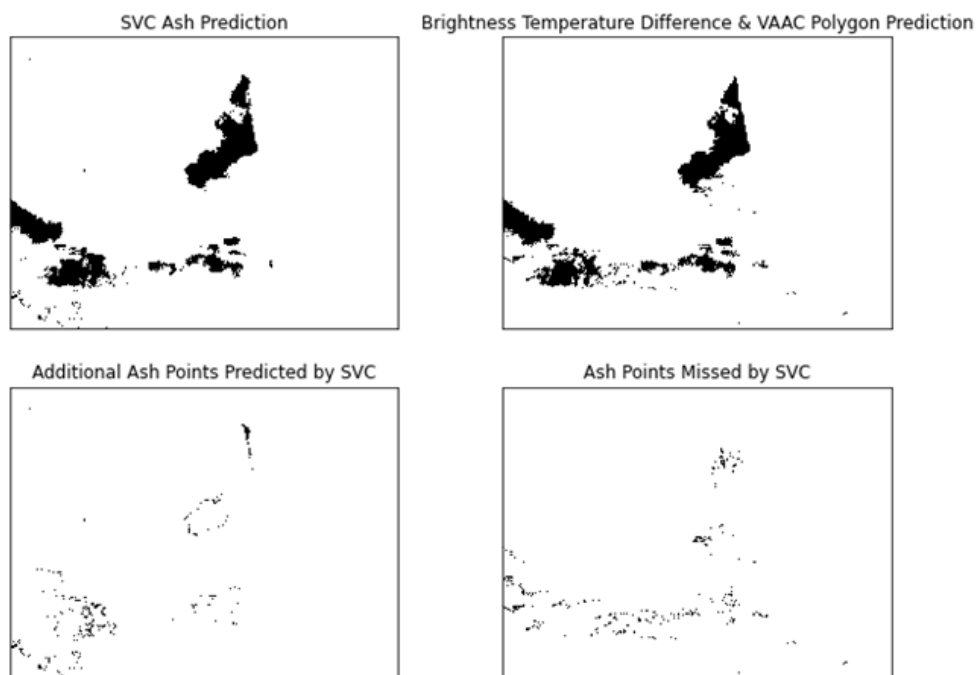 SVC Ash Prediction
Brightness Temperature Difference & VAAC Polygon Prediction
Additional Ash Points Predicted by SVC
Ash Points Missed by SVC